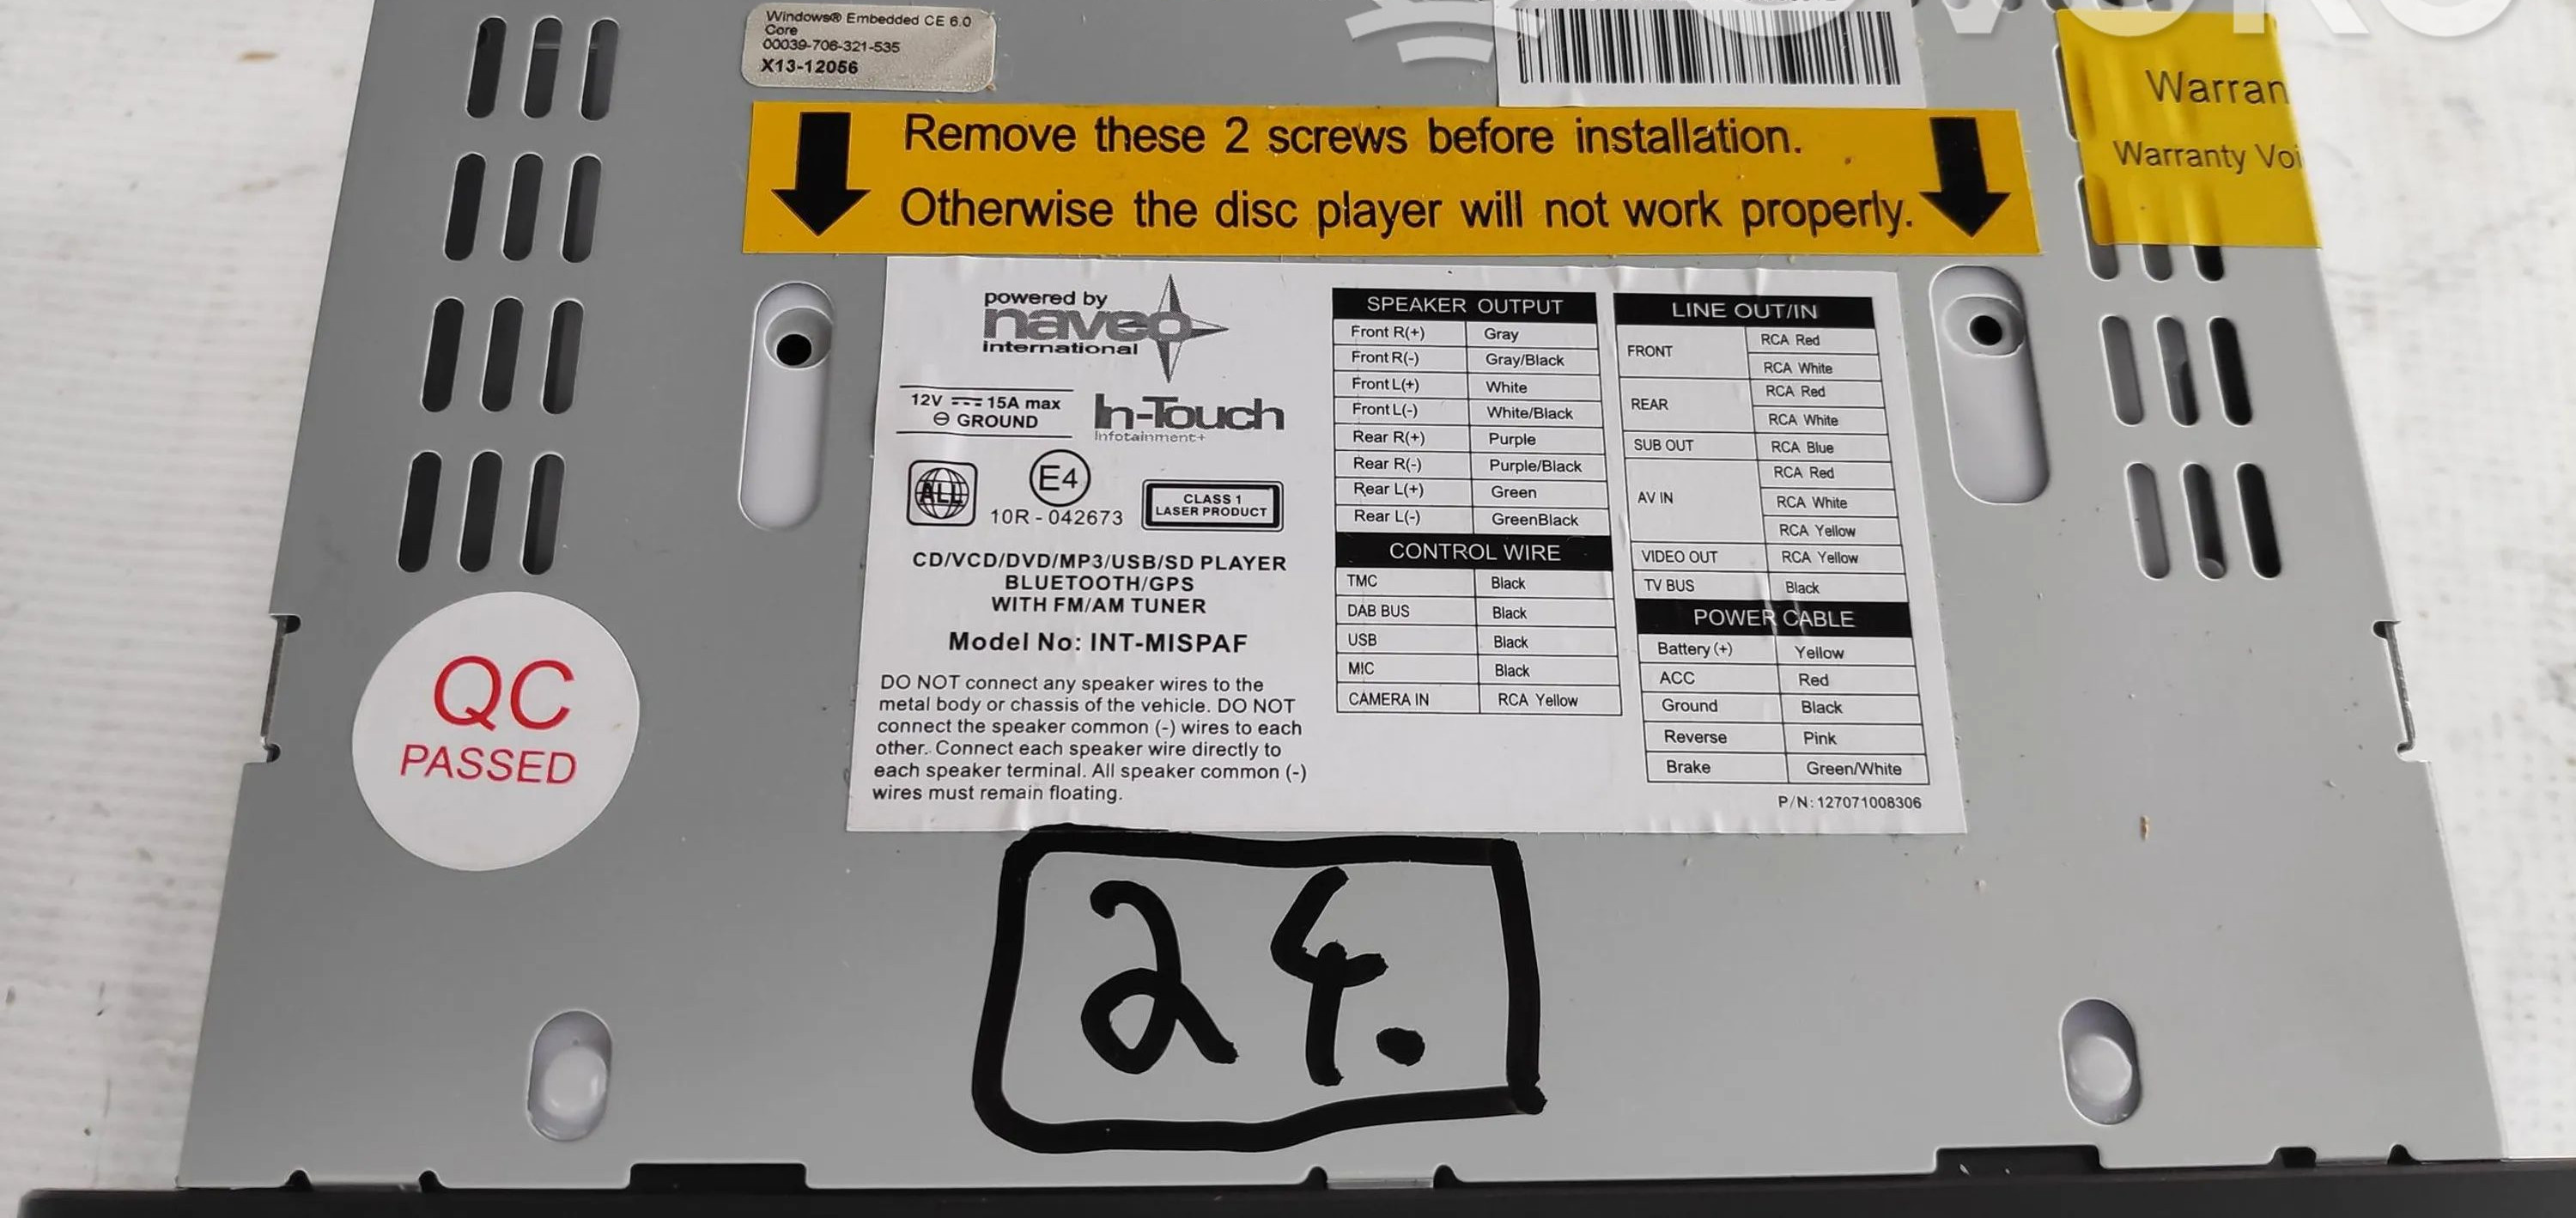 Windows® Embedded CE 6.0
Core
00039-706-321-535
X13-12056
Remove these 2 screws before installation.
Otherwise the disc player will not work properly.
Warran
Warranty Voi
powered by
naveo
international
12V 15A max
GROUND
In-Touch
Infotainment+
ALL
E4
10R - 042673
CLASS 1
LASER PRODUCT
CD/VCD/DVD/MP3/USB/SD PLAYER
BLUETOOTH/GPS
WITH FM/AM TUNER
Model No: INT-MISPAF
DO NOT connect any speaker wires to the
metal body or chassis of the vehicle. DO NOT
connect the speaker common (-) wires to each
other. Connect each speaker wire directly to
each speaker terminal. All speaker common (-)
wires must remain floating.
SPEAKER OUTPUT
Front R(+) Gray
Front R(-) Gray/Black
Front L(+) White
Front L(-) White/Black
Rear R(+) Purple
Rear R(-) Purple/Black
Rear L(+) Green
Rear L(-) GreenBlack
CONTROL WIRE
TMC Black
DAB BUS Black
USB Black
MIC Black
CAMERA IN RCA Yellow
LINE OUT/IN
FRONT RCA Red
RCA White
REAR RCA Red
RCA White
SUB OUT RCA Blue
AV IN RCA Red
RCA White
RCA Yellow
VIDEO OUT RCA Yellow
TV BUS Black
POWER CABLE
Battery (+) Yellow
ACC Red
Ground Black
Reverse Pink
Brake Green/White
P/N: 127071008306
QC
PASSED
24.